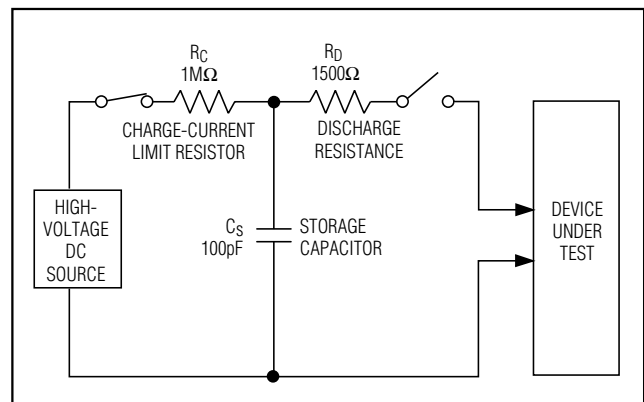 R_C
1MΩ
CHARGE-CURRENT
LIMIT RESISTOR
R_D
1500Ω
DISCHARGE
RESISTANCE
HIGH-
VOLTAGE
DC
SOURCE
C_S
100pF
STORAGE
CAPACITOR
DEVICE
UNDER
TEST